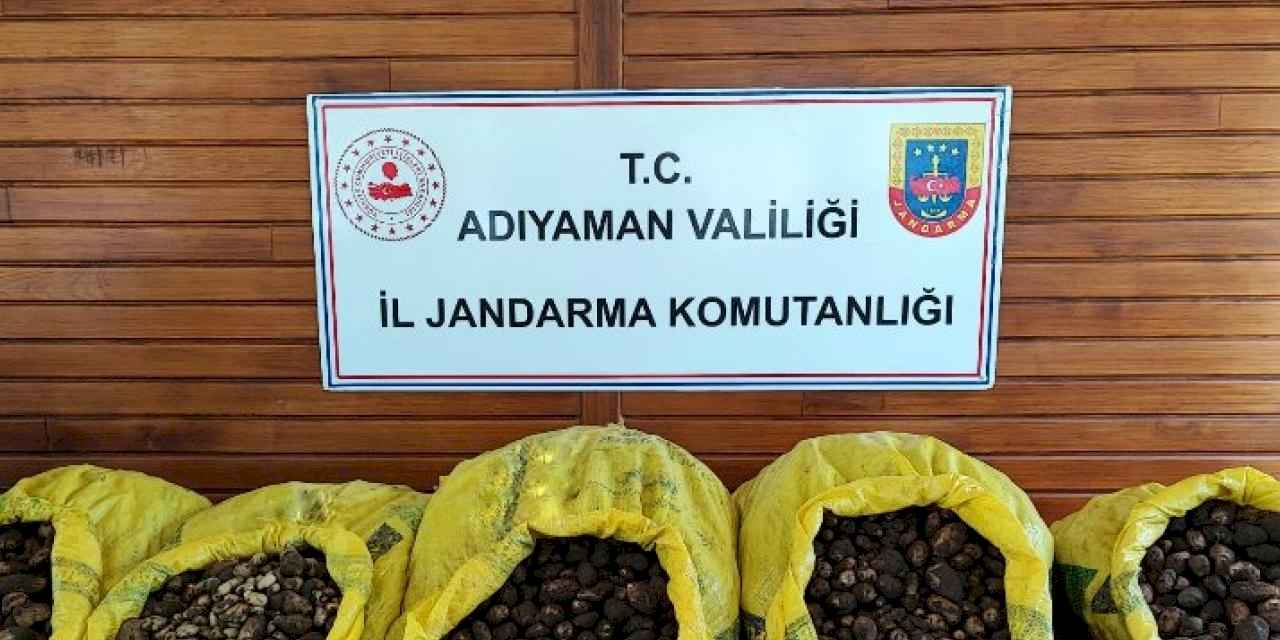 T.C.
ADIYAMAN VALİLİĞİ
İL JANDARMA KOMUTANLIĞI
JANDARMA